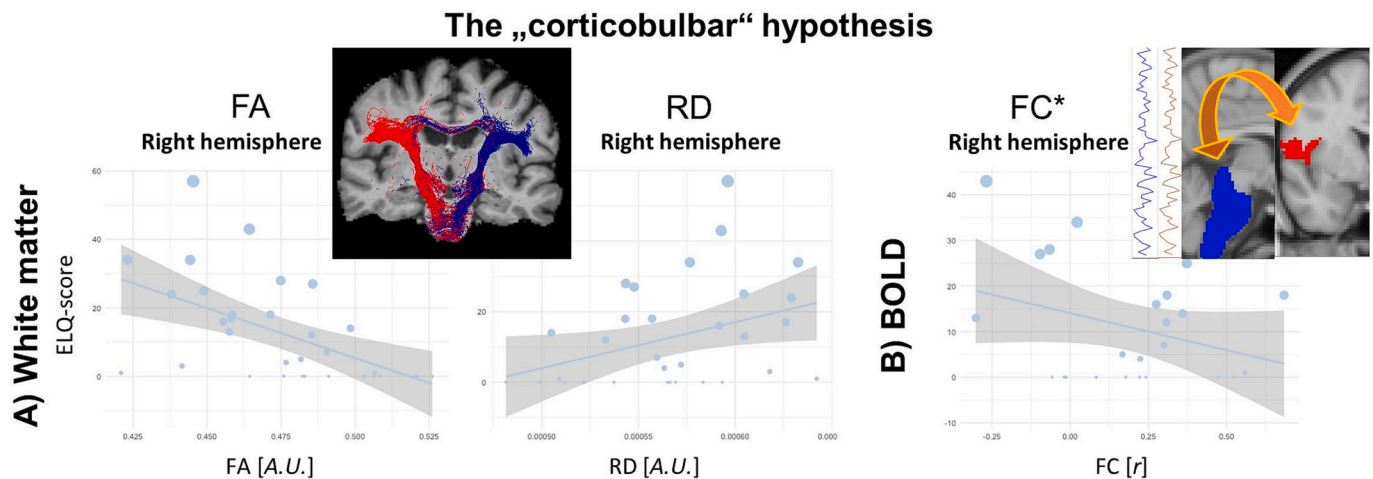 The „corticobulbar“ hypothesis
FA
Right hemisphere
RD
Right hemisphere
FC*
Right hemisphere
A) White matter
ELQ-score
60
40
20
0
0.425
0.450
0.475
0.500
0.525
FA [A.U.]
20
0
0.00050
0.00055
0.00060
0.000
RD [A.U.]
B) BOLD
40
30
20
10
0
-10
-0.25
0.00
0.25
0.50
FC [r]